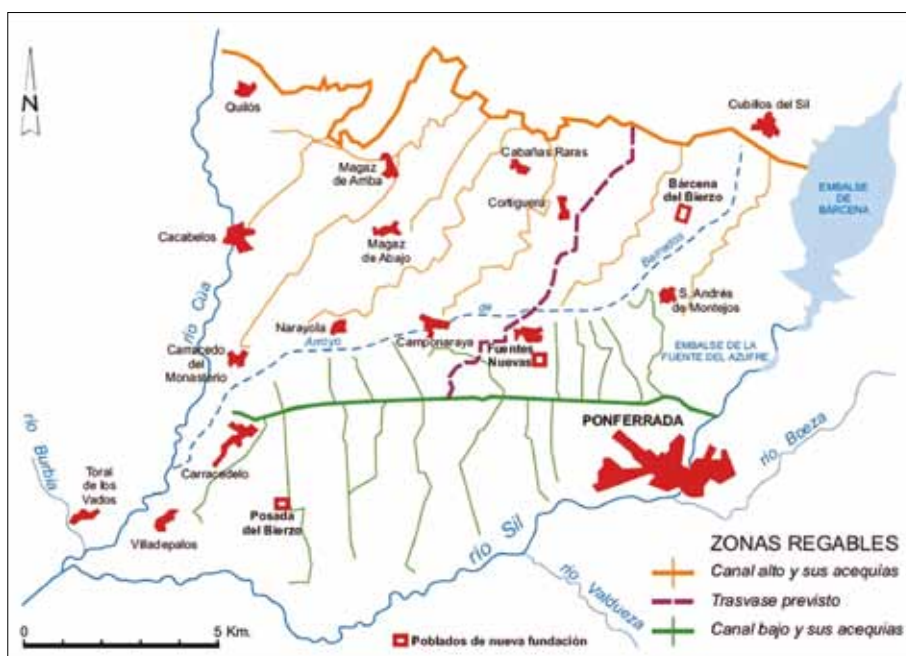 N
Quilós
Cubillos del Sil
Magaz
de Arriba
Cabañas Raras
EMBALSE
DE
BÁRCENA
Cortiguera
Bárcena
del Bierzo
Cacabelos
Magaz
de Abajo
río Cúa
Barredos
de
Arroyo
S. Andrés
de Montejos
Narayola
Camponaraya
Fuentes
Nuevas
EMBALSE DE LA
FUENTE DEL AZUFRE
Carracedo
del
Monasterio
PONFERRADA
río Boeza
río Burbia
Carracedelo
Toral
de los
Vados
Villadepalos
Posada
del Bierzo
río Sil
río Valdueza
ZONAS REGABLES
Canal alto y sus acequias
Trasvase previsto
Canal bajo y sus acequias
0 5 Km.
Poblados de nueva fundación